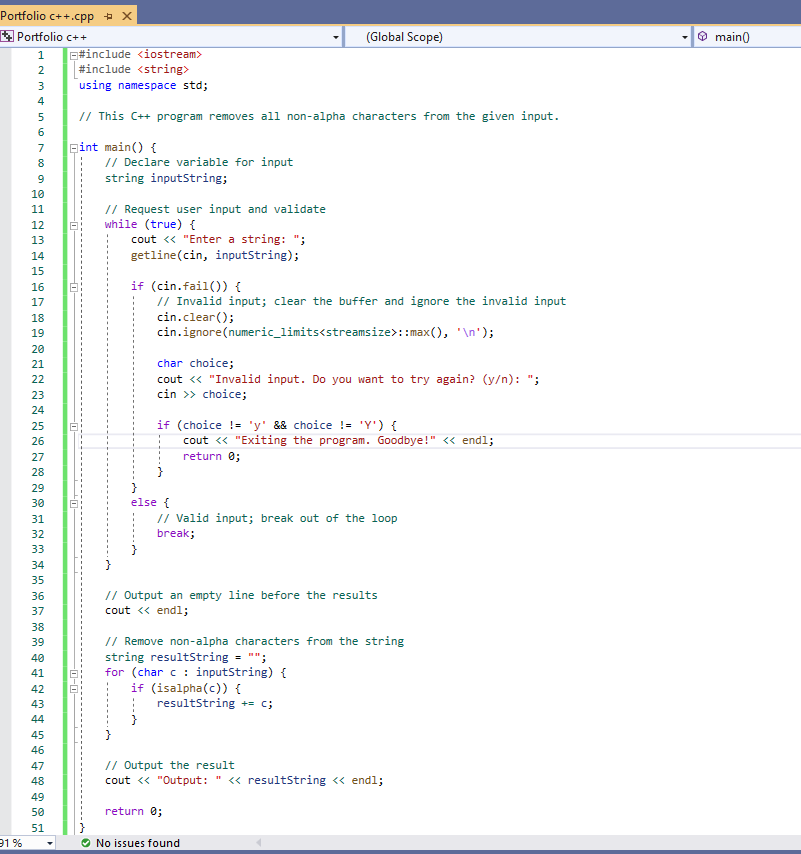 Portfolio c++.cpp
Portfolio c++ (Global Scope) main()
1 #include <iostream>
2 #include <string>
3 using namespace std;
4
5 // This C++ program removes all non-alpha characters from the given input.
6
7 int main() {
8 // Declare variable for input
9 string inputString;
10
11 // Request user input and validate
12 while (true) {
13 cout << "Enter a string: ";
14 getline(cin, inputString);
15
16 if (cin.fail()) {
17 // Invalid input; clear the buffer and ignore the invalid input
18 cin.clear();
19 cin.ignore(numeric_limits<streamsize>::max(), '\n');
20
21 char choice;
22 cout << "Invalid input. Do you want to try again? (y/n): ";
23 cin >> choice;
24
25 if (choice != 'y' && choice != 'Y') {
26 cout << "Exiting the program. Goodbye!" << endl;
27 return 0;
28 }
29 }
30 else {
31 // Valid input; break out of the loop
32 break;
33 }
34 }
35
36 // Output an empty line before the results
37 cout << endl;
38
39 // Remove non-alpha characters from the string
40 string resultString = "";
41 for (char c : inputString) {
42 if (isalpha(c)) {
43 resultString += c;
44 }
45 }
46
47 // Output the result
48 cout << "Output: " << resultString << endl;
49
50 return 0;
51 }
91 % No issues found